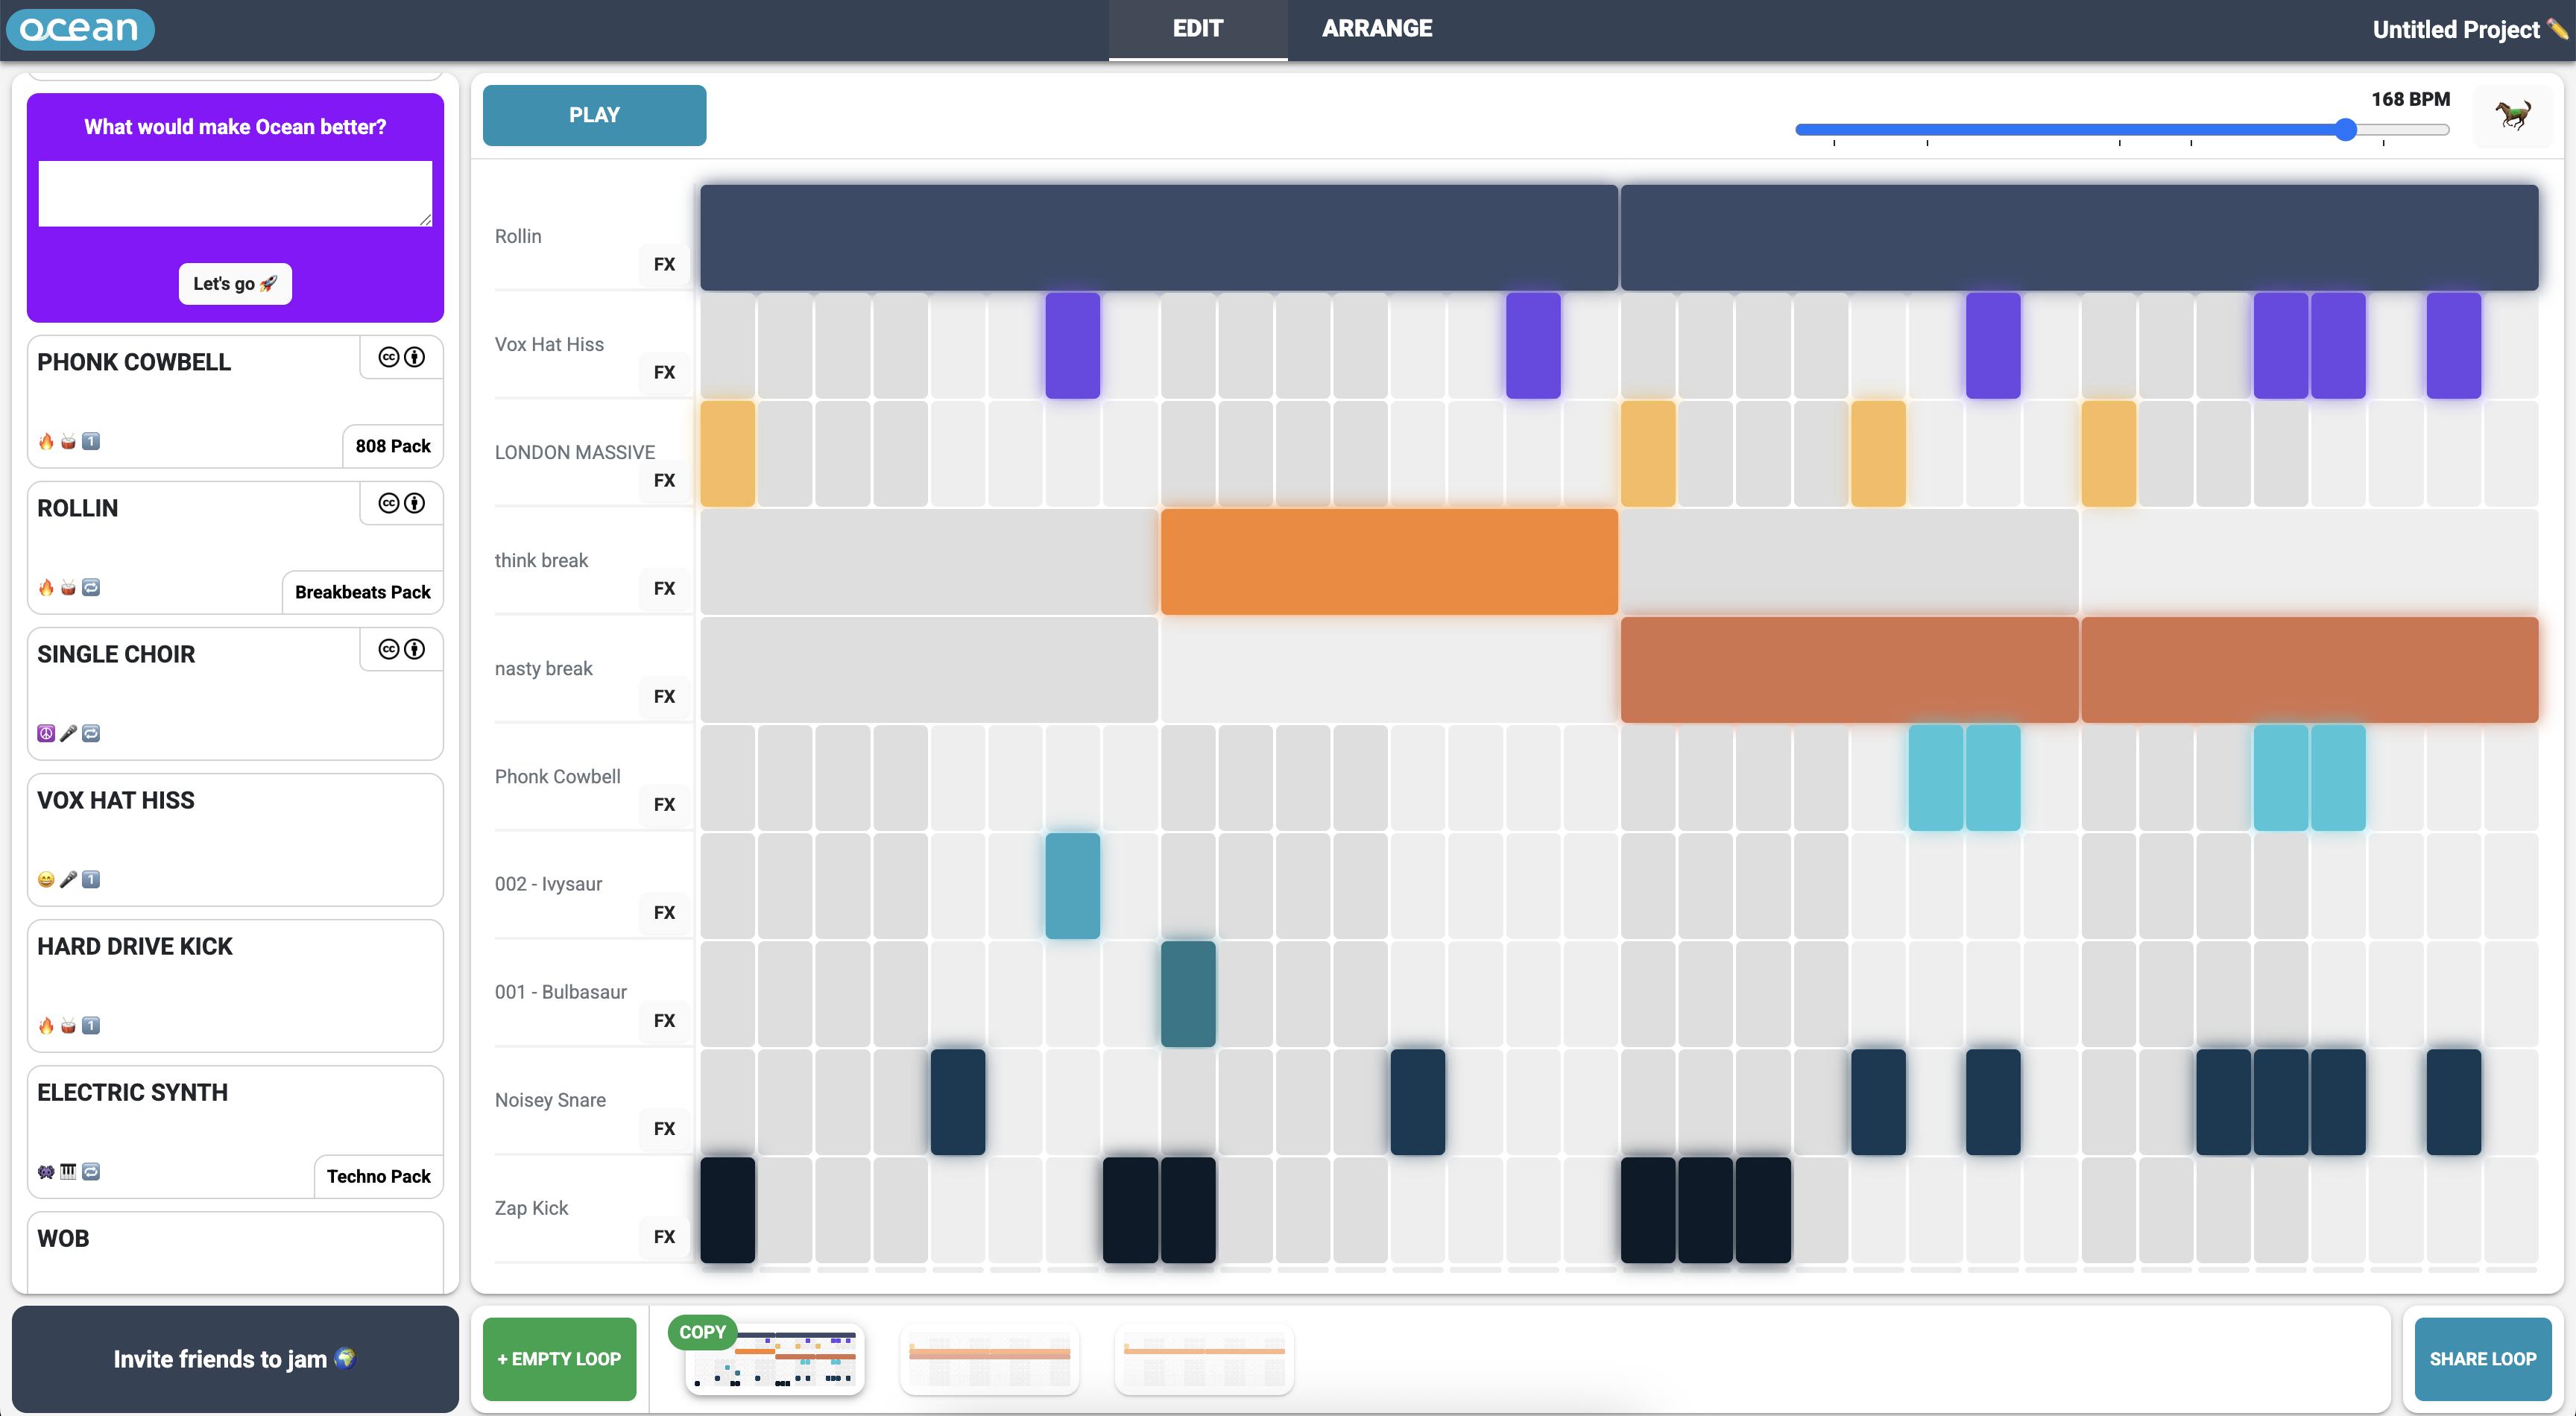 ocean
EDIT
ARRANGE
Untitled Project ✏️
What would make Ocean better?
Let's go 🚀
PHONK COWBELL
808 Pack
ROLLIN
Breakbeats Pack
SINGLE CHOIR
VOX HAT HISS
HARD DRIVE KICK
ELECTRIC SYNTH
Techno Pack
WOB
Invite friends to jam 🌍
PLAY
168 BPM
Rollin
FX
Vox Hat Hiss
FX
LONDON MASSIVE
FX
think break
FX
nasty break
FX
Phonk Cowbell
FX
002 - Ivysaur
FX
001 - Bulbasaur
FX
Noisey Snare
FX
Zap Kick
FX
+ EMPTY LOOP
COPY
SHARE LOOP